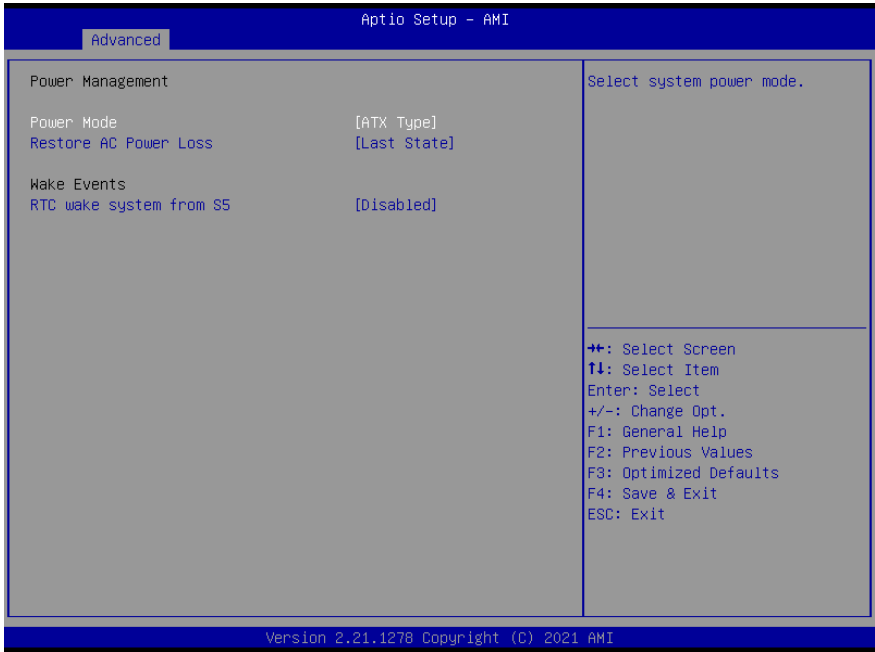 Aptio Setup – AMI
Advanced
Power Management
Power Mode [ATX Type]
Restore AC Power Loss [Last State]
Wake Events
RTC wake system from S5 [Disabled]
Select system power mode.
→←: Select Screen
↑↓: Select Item
Enter: Select
+/-: Change Opt.
F1: General Help
F2: Previous Values
F3: Optimized Defaults
F4: Save & Exit
ESC: Exit
Version 2.21.1278 Copyright (C) 2021 AMI